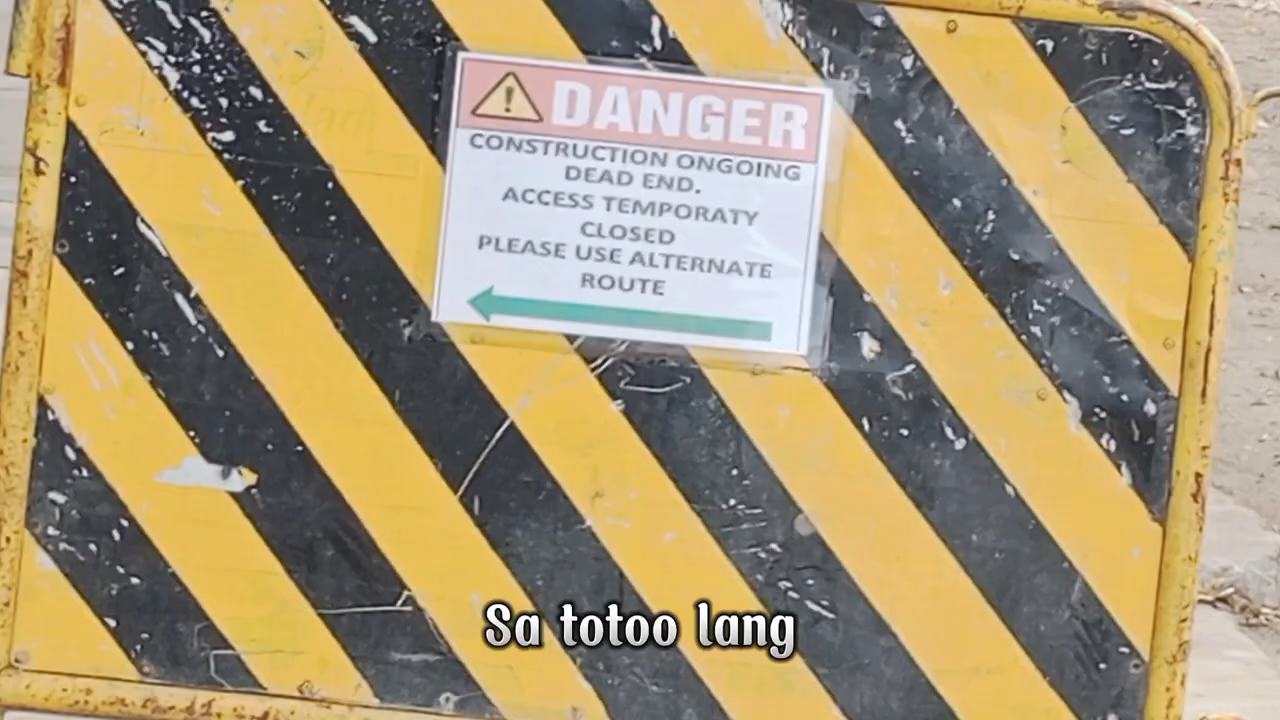 DANGER
CONSTRUCTION ONGOING
DEAD END.
ACCESS TEMPORATY
CLOSED
PLEASE USE ALTERNATE
ROUTE
Sa totoo lang